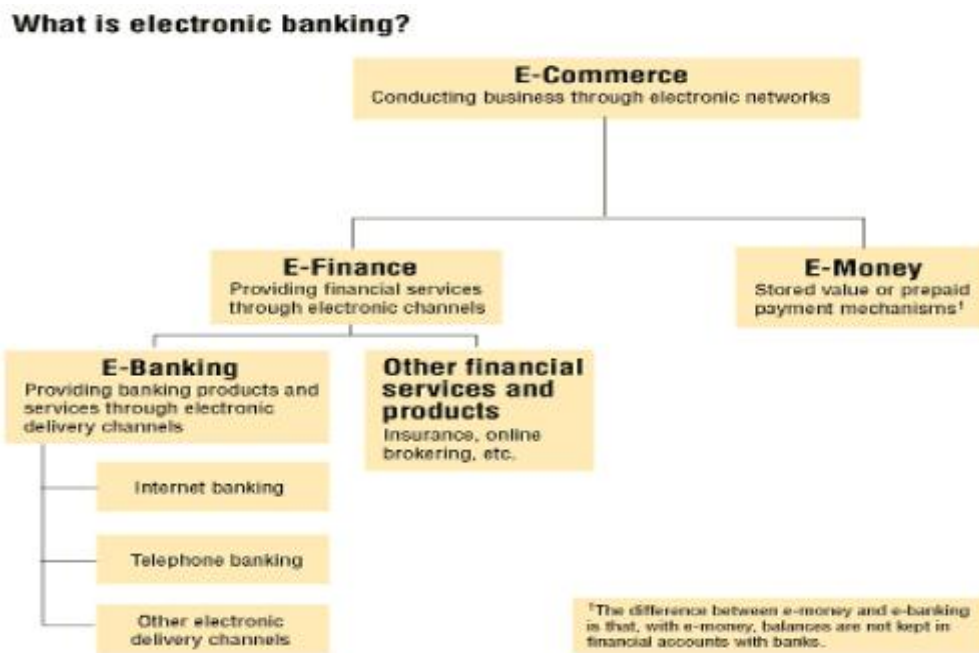 What is electronic banking?
E-Commerce
Conducting business through electronic networks
E-Finance
Providing financial services
through electronic channels
E-Money
Stored value or prepaid
payment mechanisms¹
E-Banking
Providing banking products and
services through electronic
delivery channels
Other financial
services and
products
Insurance, online
brokering, etc.
Internet banking
Telephone banking
Other electronic
delivery channels
¹The difference between e-money and e-banking
is that, with e-money, balances are not kept in
financial accounts with banks.